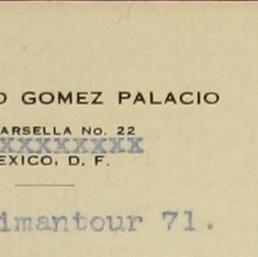 O GOMEZ PALACIO
ARSELLA No. 22
XXXXXXXXX
EXICO, D. F.
imantour 71.